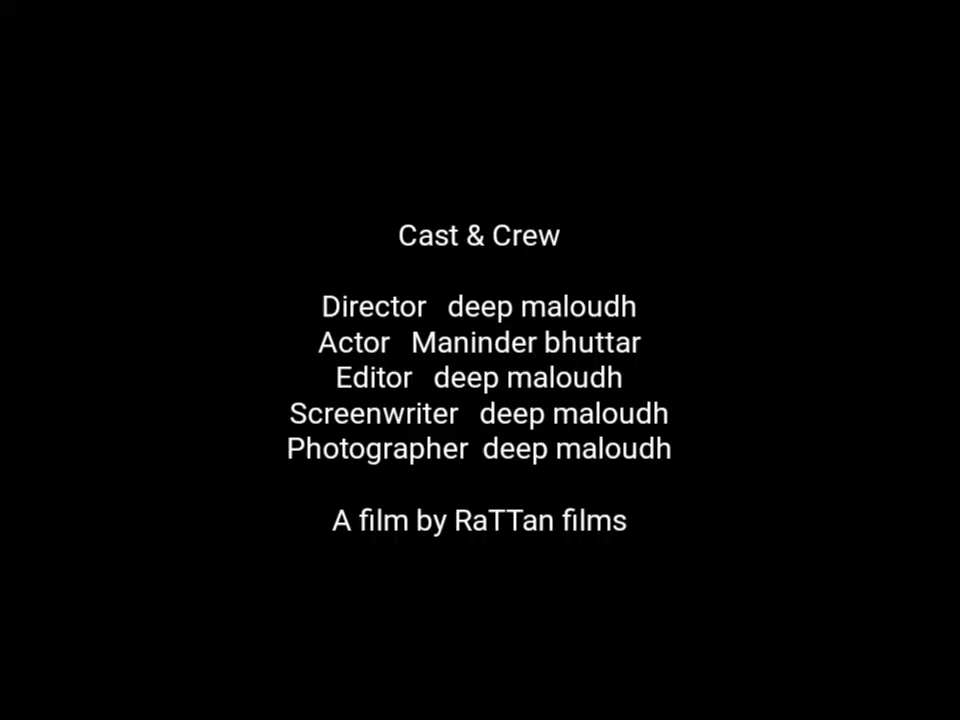 Cast & Crew
Director deep maloudh
Actor Maninder bhuttar
Editor deep maloudh
Screenwriter deep maloudh
Photographer deep maloudh
A film by RaTTan films